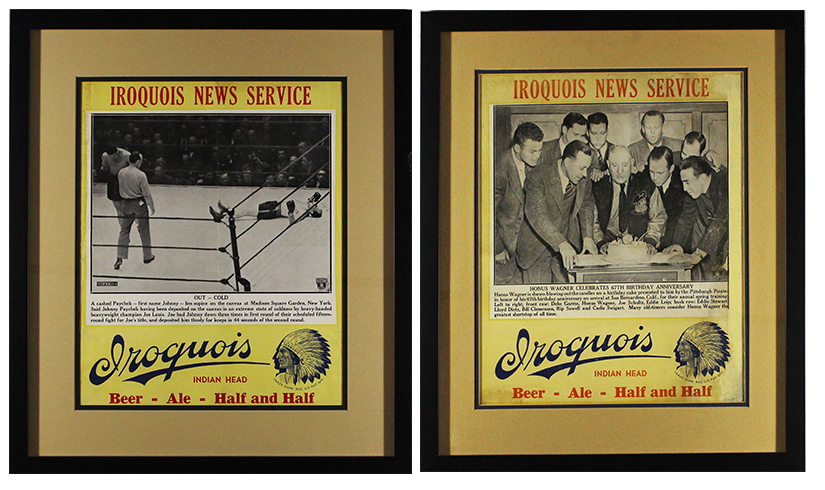 IROQUOIS NEWS SERVICE
OUT — COLD
A cashed Paychek — first name Johnny — lies supine on the canvas at Madison Square Garden, New York.
Said Johnny Paychek having been deposited on the canvas in an extreme state of coldness by heavy-handed
heavyweight champion Joe Louis. Joe had Johnny down three times in first round of their scheduled fifteen-
round fight for Joe's title, and deposited him thusly for keeps in 44 seconds of the second round.
Iroquois
INDIAN HEAD
Beer - Ale - Half and Half
IROQUOIS NEWS SERVICE
HONUS WAGNER CELEBRATES 67TH BIRTHDAY ANNIVERSARY
Honus Wagner is shown blowing out the candles on a birthday cake presented to him by the Pittsburgh Pirates
in honor of his 67th birthday anniversary on arrival at San Bernardino, Calif., for their annual spring training.
Left to right, front row: Debs Garms, Honus Wagner, Joe Schultz, Eddie back row: Eddie Stewart,
Lloyd Dietz, Bill Clemensen, Rip Sewell and Cadie Swigart. Many old-timers consider Honus Wagner the
greatest shortstop of all time.
Iroquois
INDIAN HEAD
Beer - Ale - Half and Half